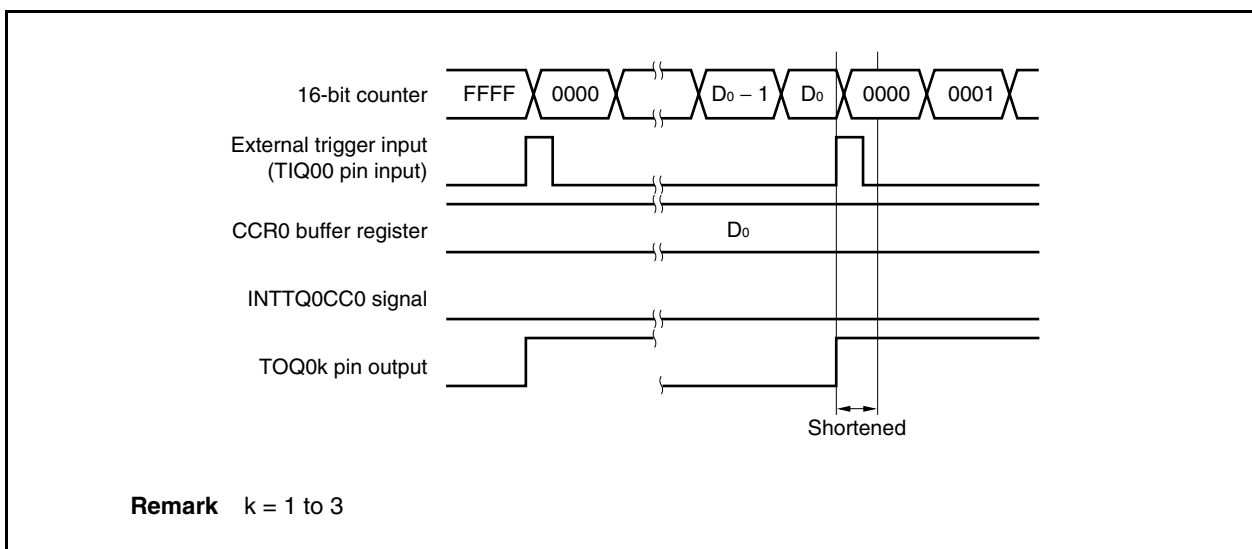 16-bit counter FFFF 0000 D₀ − 1 D₀ 0000 0001
External trigger input
(TIQ00 pin input)
CCR0 buffer register D₀
INTTQ0CC0 signal
TOQ0k pin output
Shortened
Remark k = 1 to 3